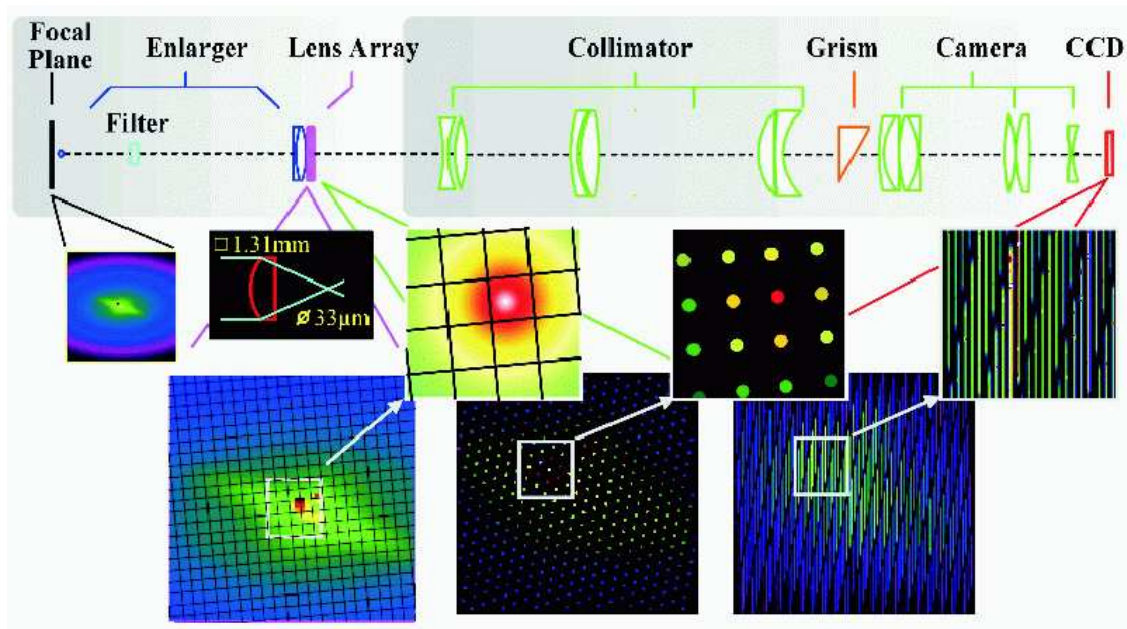 Focal
Plane
Enlarger
Lens Array
Collimator
Grism
Camera
CCD
Filter
□ 1.31mm
ø 33μm